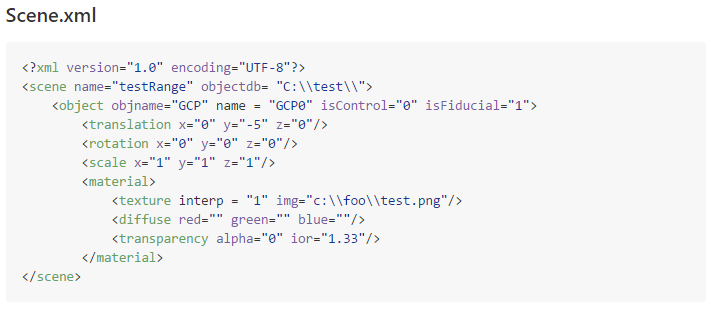 Scene.xml
<?xml version="1.0" encoding="UTF-8"?>
<scene name="testRange" objectdb= "C:\\test\\">
    <object objname="GCP" name = "GCP0" isControl="0" isFiducial="1">
        <translation x="0" y="-5" z="0"/>
        <rotation x="0" y="0" z="0"/>
        <scale x="1" y="1" z="1"/>
        <material>
            <texture interp = "1" img="c:\\foo\\test.png"/>
            <diffuse red="" green="" blue=""/>
            <transparency alpha="0" ior="1.33"/>
        </material>
</scene>